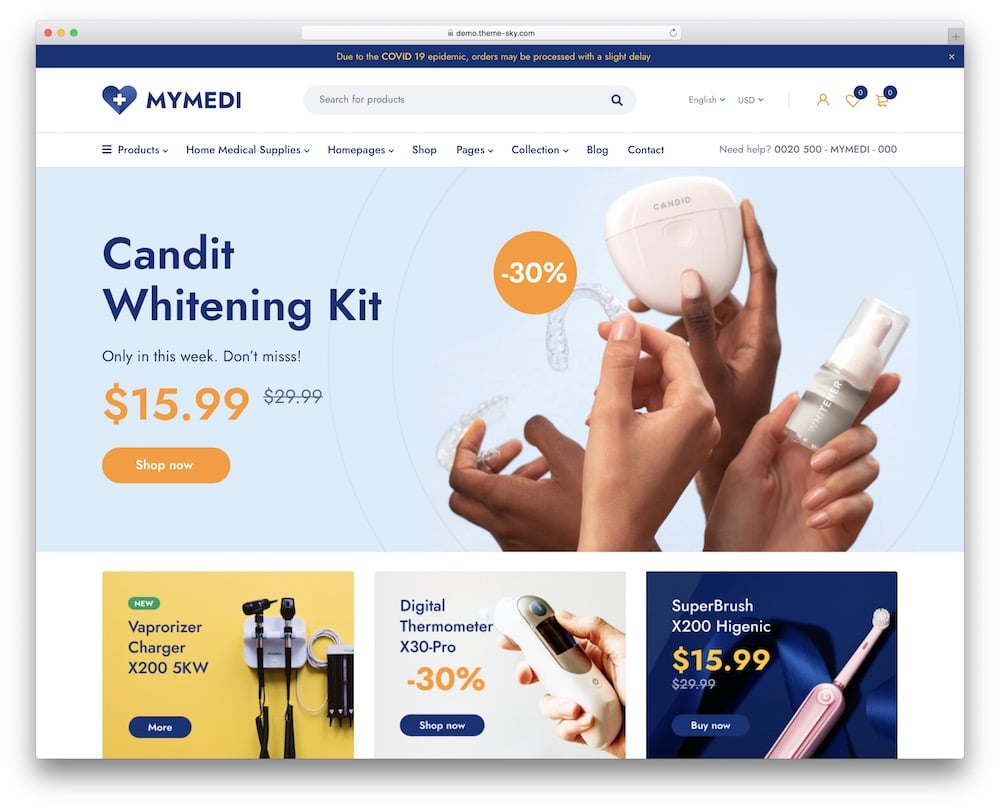 demo.theme-sky.com
Due to the COVID 19 epidemic, orders may be processed with a slight delay
MYMEDI
Search for products
English
USD
0
0
Products
Home Medical Supplies
Homepages
Shop
Pages
Collection
Blog
Contact
Need help? 0020 500 - MYMEDI - 000
Candit
Whitening Kit
Only in this week. Don't misss!
$15.99 $29.99
Shop now
-30%
CANDID
WHITENER
NEW
Vaprorizer
Charger
X200 5KW
More
Digital
Thermometer
X30-Pro
-30%
Shop now
SuperBrush
X200 Higenic
$15.99
$29.99
Buy now